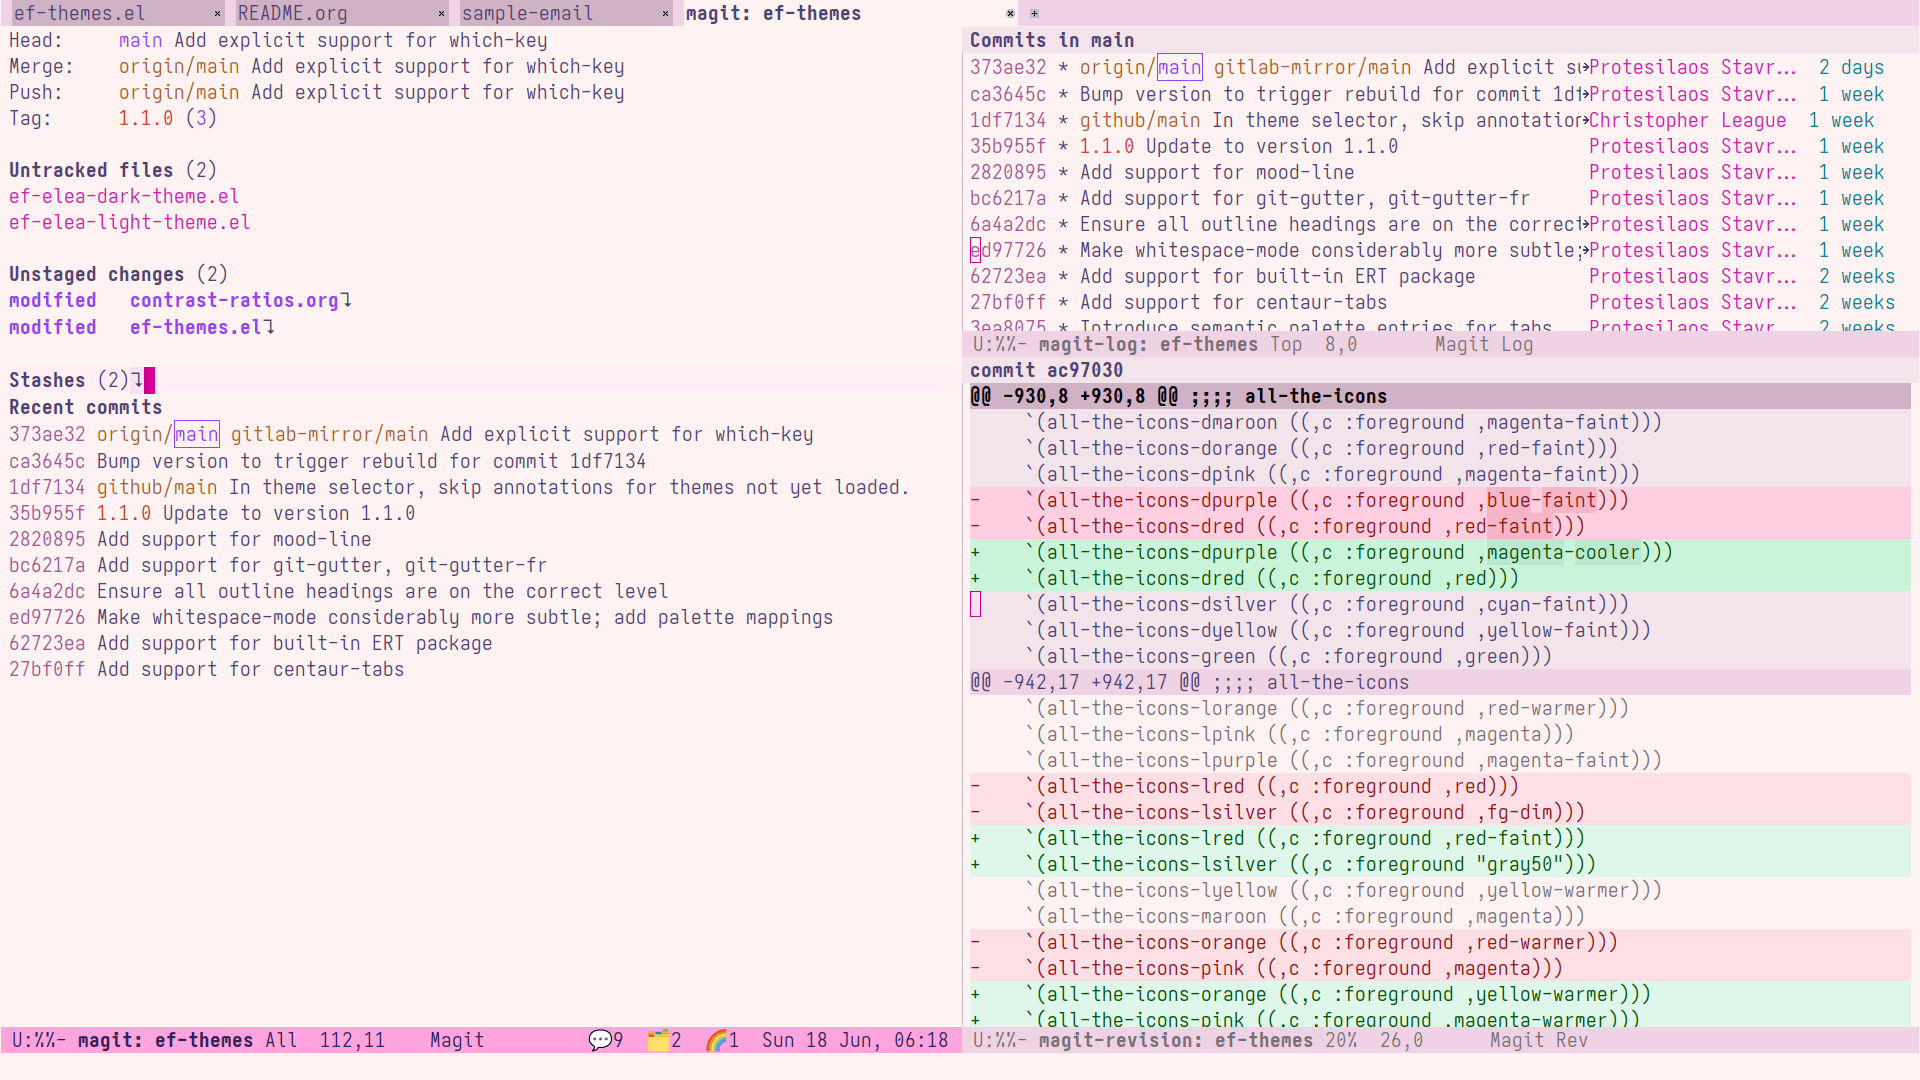 ef-themes.el × README.org × sample-email × magit: ef-themes ⊗ +
Head:     main Add explicit support for which-key
Merge:    origin/main Add explicit support for which-key
Push:     origin/main Add explicit support for which-key
Tag:      1.1.0 (3)
Untracked files (2)
ef-elea-dark-theme.el
ef-elea-light-theme.el
Unstaged changes (2)
modified   contrast-ratios.org
modified   ef-themes.el
Stashes (2)
Recent commits
373ae32 origin/main gitlab-mirror/main Add explicit support for which-key
ca3645c Bump version to trigger rebuild for commit 1df7134
1df7134 github/main In theme selector, skip annotations for themes not yet loaded.
35b955f 1.1.0 Update to version 1.1.0
2820895 Add support for mood-line
bc6217a Add support for git-gutter, git-gutter-fr
6a4a2dc Ensure all outline headings are on the correct level
ed97726 Make whitespace-mode considerably more subtle; add palette mappings
62723ea Add support for built-in ERT package
27bf0ff Add support for centaur-tabs
U:%%- magit: ef-themes All  112,11    Magit  💬9  🗂️2  🌈1  Sun 18 Jun, 06:18
Commits in main
373ae32 * origin/main gitlab-mirror/main Add explicit su→Protesilaos Stavr...  2 days
ca3645c * Bump version to trigger rebuild for commit 1df→Protesilaos Stavr...  1 week
1df7134 * github/main In theme selector, skip annotation→Christopher League  1 week
35b955f * 1.1.0 Update to version 1.1.0 Protesilaos Stavr...  1 week
2820895 * Add support for mood-line Protesilaos Stavr...  1 week
bc6217a * Add support for git-gutter, git-gutter-fr Protesilaos Stavr...  1 week
6a4a2dc * Ensure all outline headings are on the correct→Protesilaos Stavr...  1 week
ed97726 * Make whitespace-mode considerably more subtle;→Protesilaos Stavr...  1 week
62723ea * Add support for built-in ERT package Protesilaos Stavr...  2 weeks
27bf0ff * Add support for centaur-tabs Protesilaos Stavr...  2 weeks
3ea8075 * Introduce semantic palette entries for tabs Protesilaos Stavr...  2 weeks
U:%%- magit-log: ef-themes Top  8,0       Magit Log
commit ac97030
@@ -930,8 +930,8 @@ ;;;; all-the-icons
     `(all-the-icons-dmaroon ((,c :foreground ,magenta-faint)))
     `(all-the-icons-dorange ((,c :foreground ,red-faint)))
     `(all-the-icons-dpink ((,c :foreground ,magenta-faint)))
-    `(all-the-icons-dpurple ((,c :foreground ,blue-faint)))
-    `(all-the-icons-dred ((,c :foreground ,red-faint)))
+    `(all-the-icons-dpurple ((,c :foreground ,magenta-cooler)))
+    `(all-the-icons-dred ((,c :foreground ,red)))
     `(all-the-icons-dsilver ((,c :foreground ,cyan-faint)))
     `(all-the-icons-dyellow ((,c :foreground ,yellow-faint)))
     `(all-the-icons-green ((,c :foreground ,green)))
@@ -942,17 +942,17 @@ ;;;; all-the-icons
     `(all-the-icons-lorange ((,c :foreground ,red-warmer)))
     `(all-the-icons-lpink ((,c :foreground ,magenta)))
     `(all-the-icons-lpurple ((,c :foreground ,magenta-faint)))
-    `(all-the-icons-lred ((,c :foreground ,red)))
-    `(all-the-icons-lsilver ((,c :foreground ,fg-dim)))
+    `(all-the-icons-lred ((,c :foreground ,red-faint)))
+    `(all-the-icons-lsilver ((,c :foreground "gray50")))
     `(all-the-icons-lyellow ((,c :foreground ,yellow-warmer)))
     `(all-the-icons-maroon ((,c :foreground ,magenta)))
-    `(all-the-icons-orange ((,c :foreground ,red-warmer)))
-    `(all-the-icons-pink ((,c :foreground ,magenta)))
+    `(all-the-icons-orange ((,c :foreground ,yellow-warmer)))
+    `(all-the-icons-pink ((,c :foreground ,magenta-warmer)))
U:%%- magit-revision: ef-themes 20%  26,0      Magit Rev